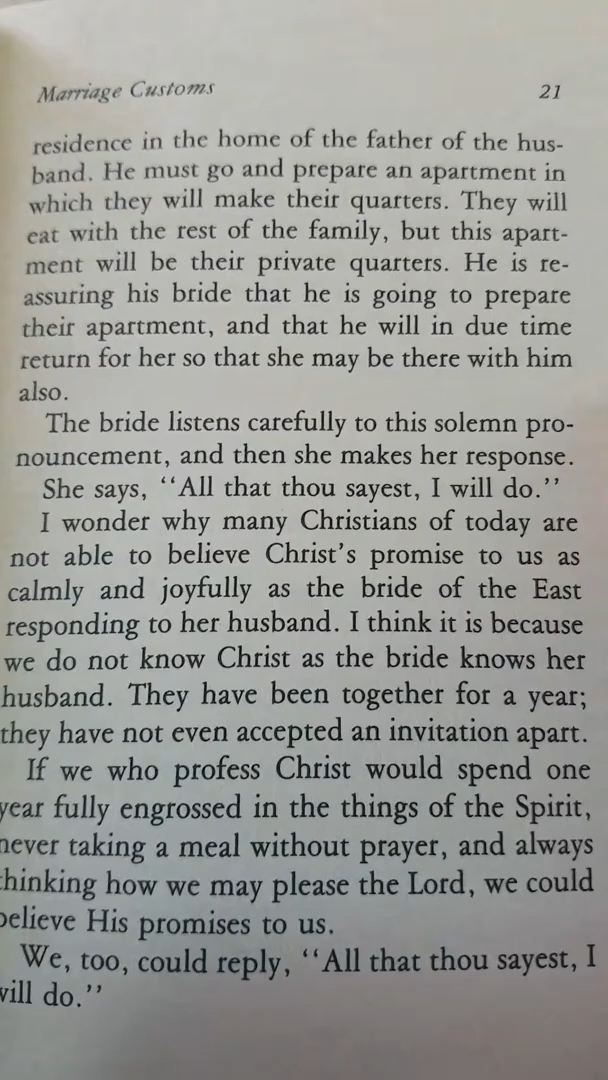 Marriage Customs 21
residence in the home of the father of the hus-
band. He must go and prepare an apartment in
which they will make their quarters. They will
eat with the rest of the family, but this apart-
ment will be their private quarters. He is re-
assuring his bride that he is going to prepare
their apartment, and that he will in due time
return for her so that she may be there with him
also.
The bride listens carefully to this solemn pro-
nouncement, and then she makes her response.
She says, ‘‘All that thou sayest, I will do.’’
I wonder why many Christians of today are
not able to believe Christ's promise to us as
calmly and joyfully as the bride of the East
responding to her husband. I think it is because
we do not know Christ as the bride knows her
husband. They have been together for a year;
they have not even accepted an invitation apart.
If we who profess Christ would spend one
year fully engrossed in the things of the Spirit,
never taking a meal without prayer, and always
thinking how we may please the Lord, we could
believe His promises to us.
We, too, could reply, ‘‘All that thou sayest, I
will do.’’